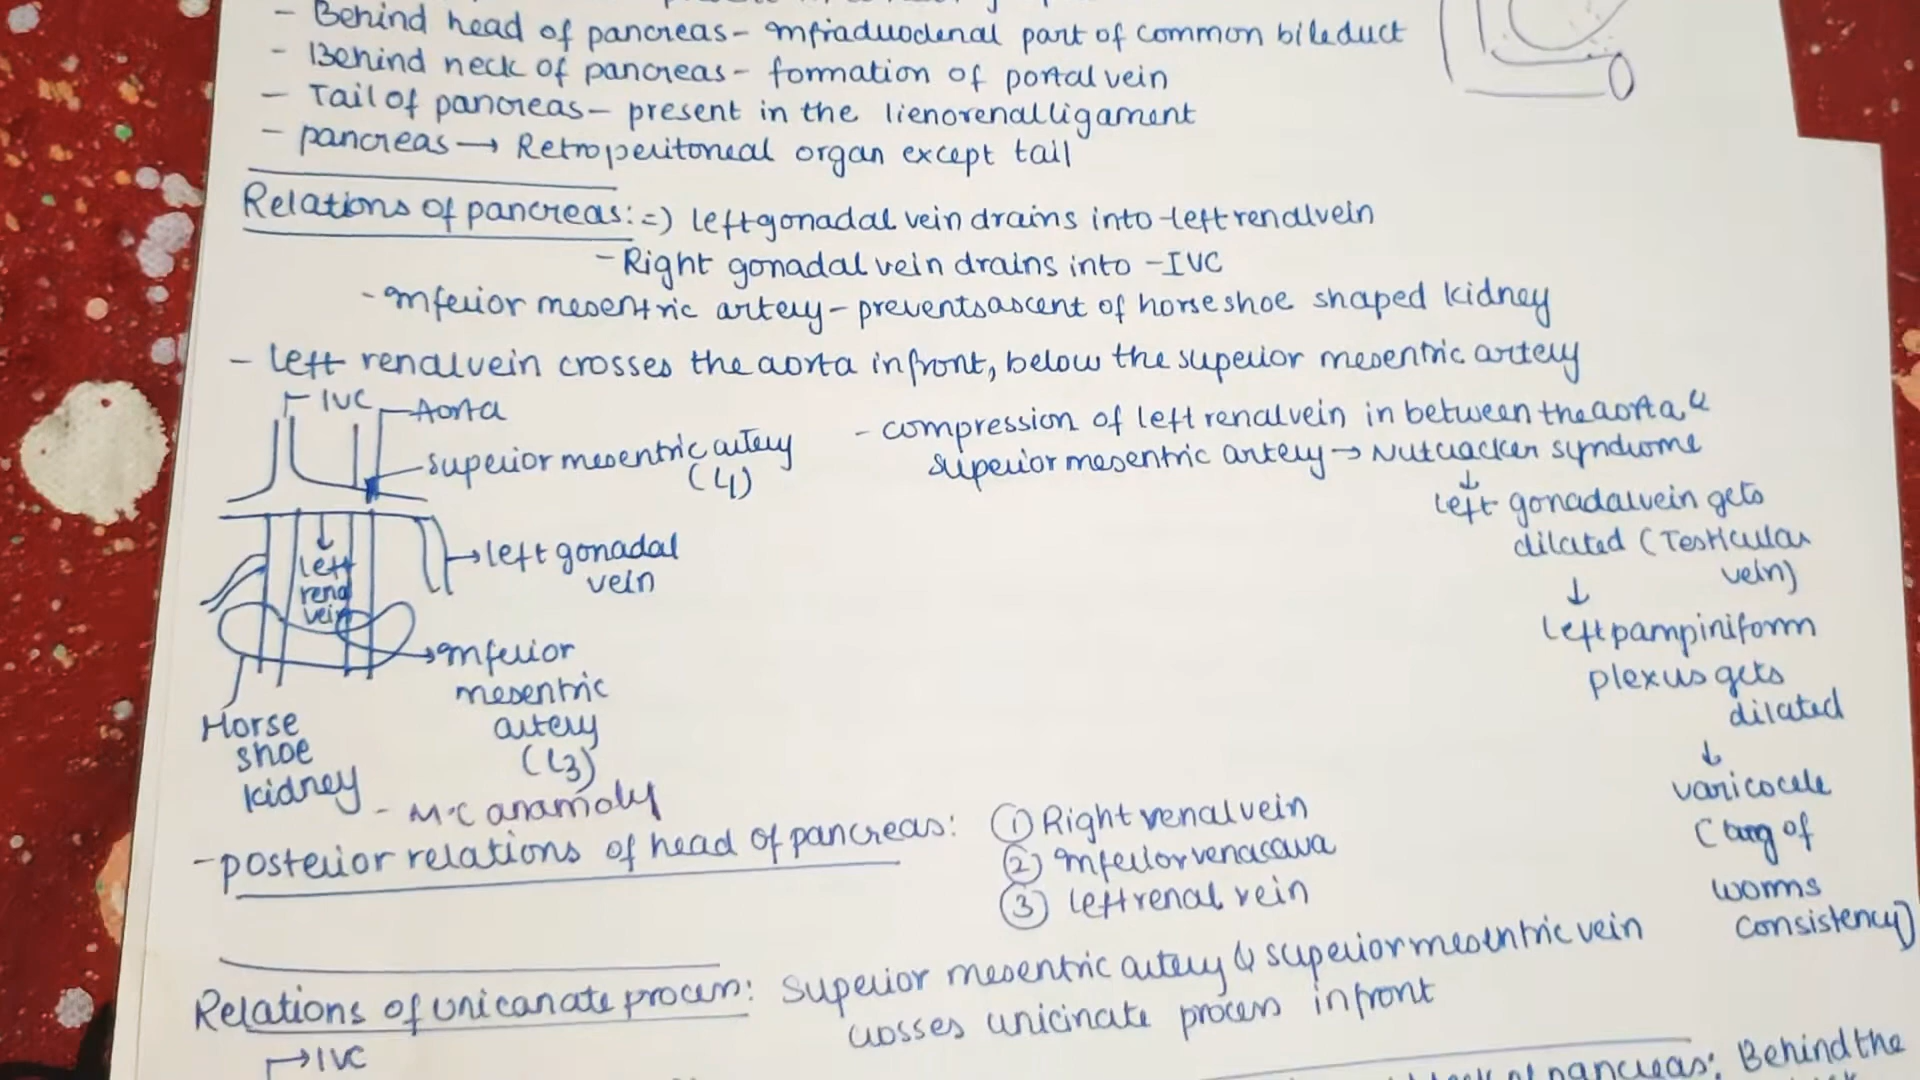 - Behind head of pancreas - Infraduodenal part of common bileduct
- Behind neck of pancreas - formation of portal vein
- Tail of pancreas - present in the lienorenal ligament
- pancreas → Retroperitoneal organ except tail
Relations of pancreas: => left gonadal vein drains into - left renal vein
- Right gonadal vein drains into - IVC
- Inferior mesentric artery - prevents ascent of horse shoe shaped kidney
- left renal vein crosses the aorta infront, below the superior mesentric artery
IVC
Aorta
superior mesentric artery
(L1)
left gonadal
vein
left
renal
vein
Inferior
mesentric
artery
(L3)
Horse
shoe
kidney
- M.C anamoly
- compression of left renal vein in between the aorta &
superior mesentric artery → Nutcracker syndrome
↓
left gonadal vein gets
dilated (Testicular
vein)
↓
left pampiniform
plexus gets
dilated
↓
varicocele
of
worms
consistency)
- posterior relations of head of pancreas: ① Right renal vein
② Inferior venacava
③ left renal vein
Relations of unicanate process: superior mesentric artery & superior mesentric vein
crosses unicinate process infront
→ IVC
of pancreas: Behind the